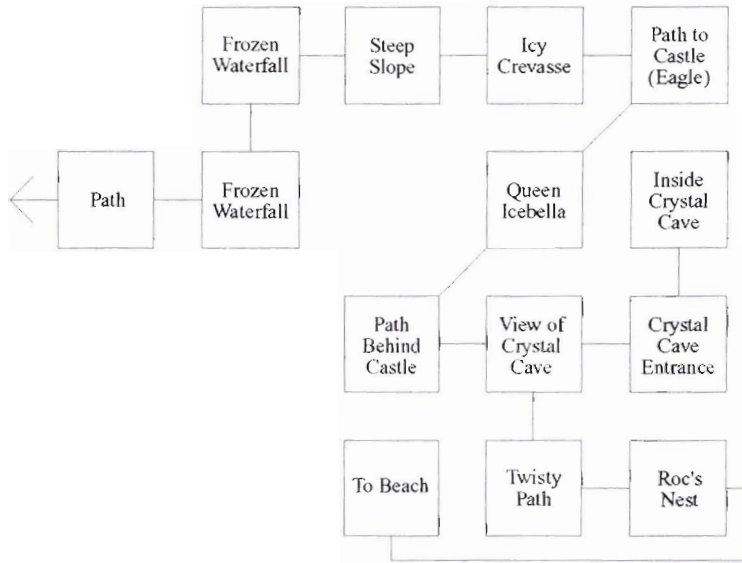 Frozen
Waterfall
Steep
Slope
Icy
Crevasse
Path to
Castle
(Eagle)
Path
Frozen
Waterfall
Queen
Icebella
Inside
Crystal
Cave
Path
Behind
Castle
View of
Crystal
Cave
Crystal
Cave
Entrance
To Beach
Twisty
Path
Roc's
Nest